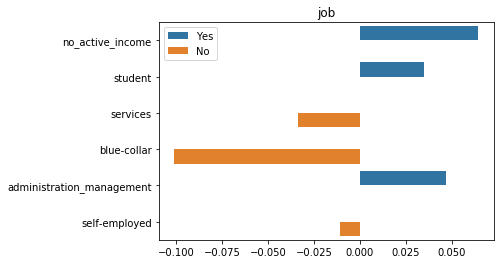 job
Yes
No
no_active_income
student
services
blue-collar
administration_management
self-employed
−0.100 −0.075 −0.050 −0.025 0.000 0.025 0.050